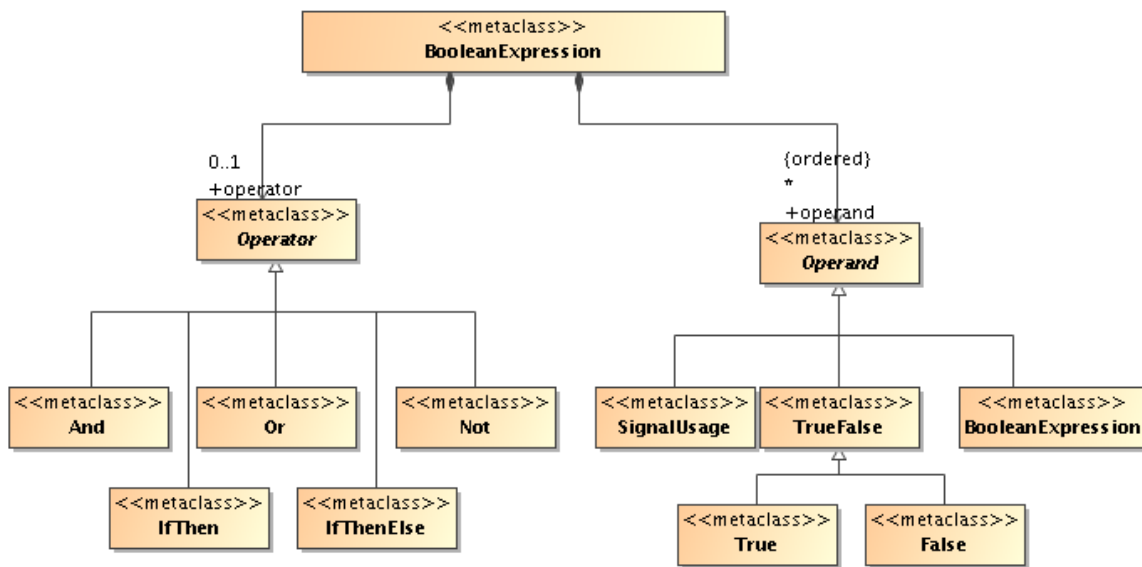 <<metaclass>>
BooleanExpression
0..1
+operator
{ordered}
*
+operand
<<metaclass>>
Operator
<<metaclass>>
Operand
<<metaclass>>
And
<<metaclass>>
Or
<<metaclass>>
Not
<<metaclass>>
SignalUsage
<<metaclass>>
TrueFalse
<<metaclass>>
BooleanExpression
<<metaclass>>
IfThen
<<metaclass>>
IfThenElse
<<metaclass>>
True
<<metaclass>>
False